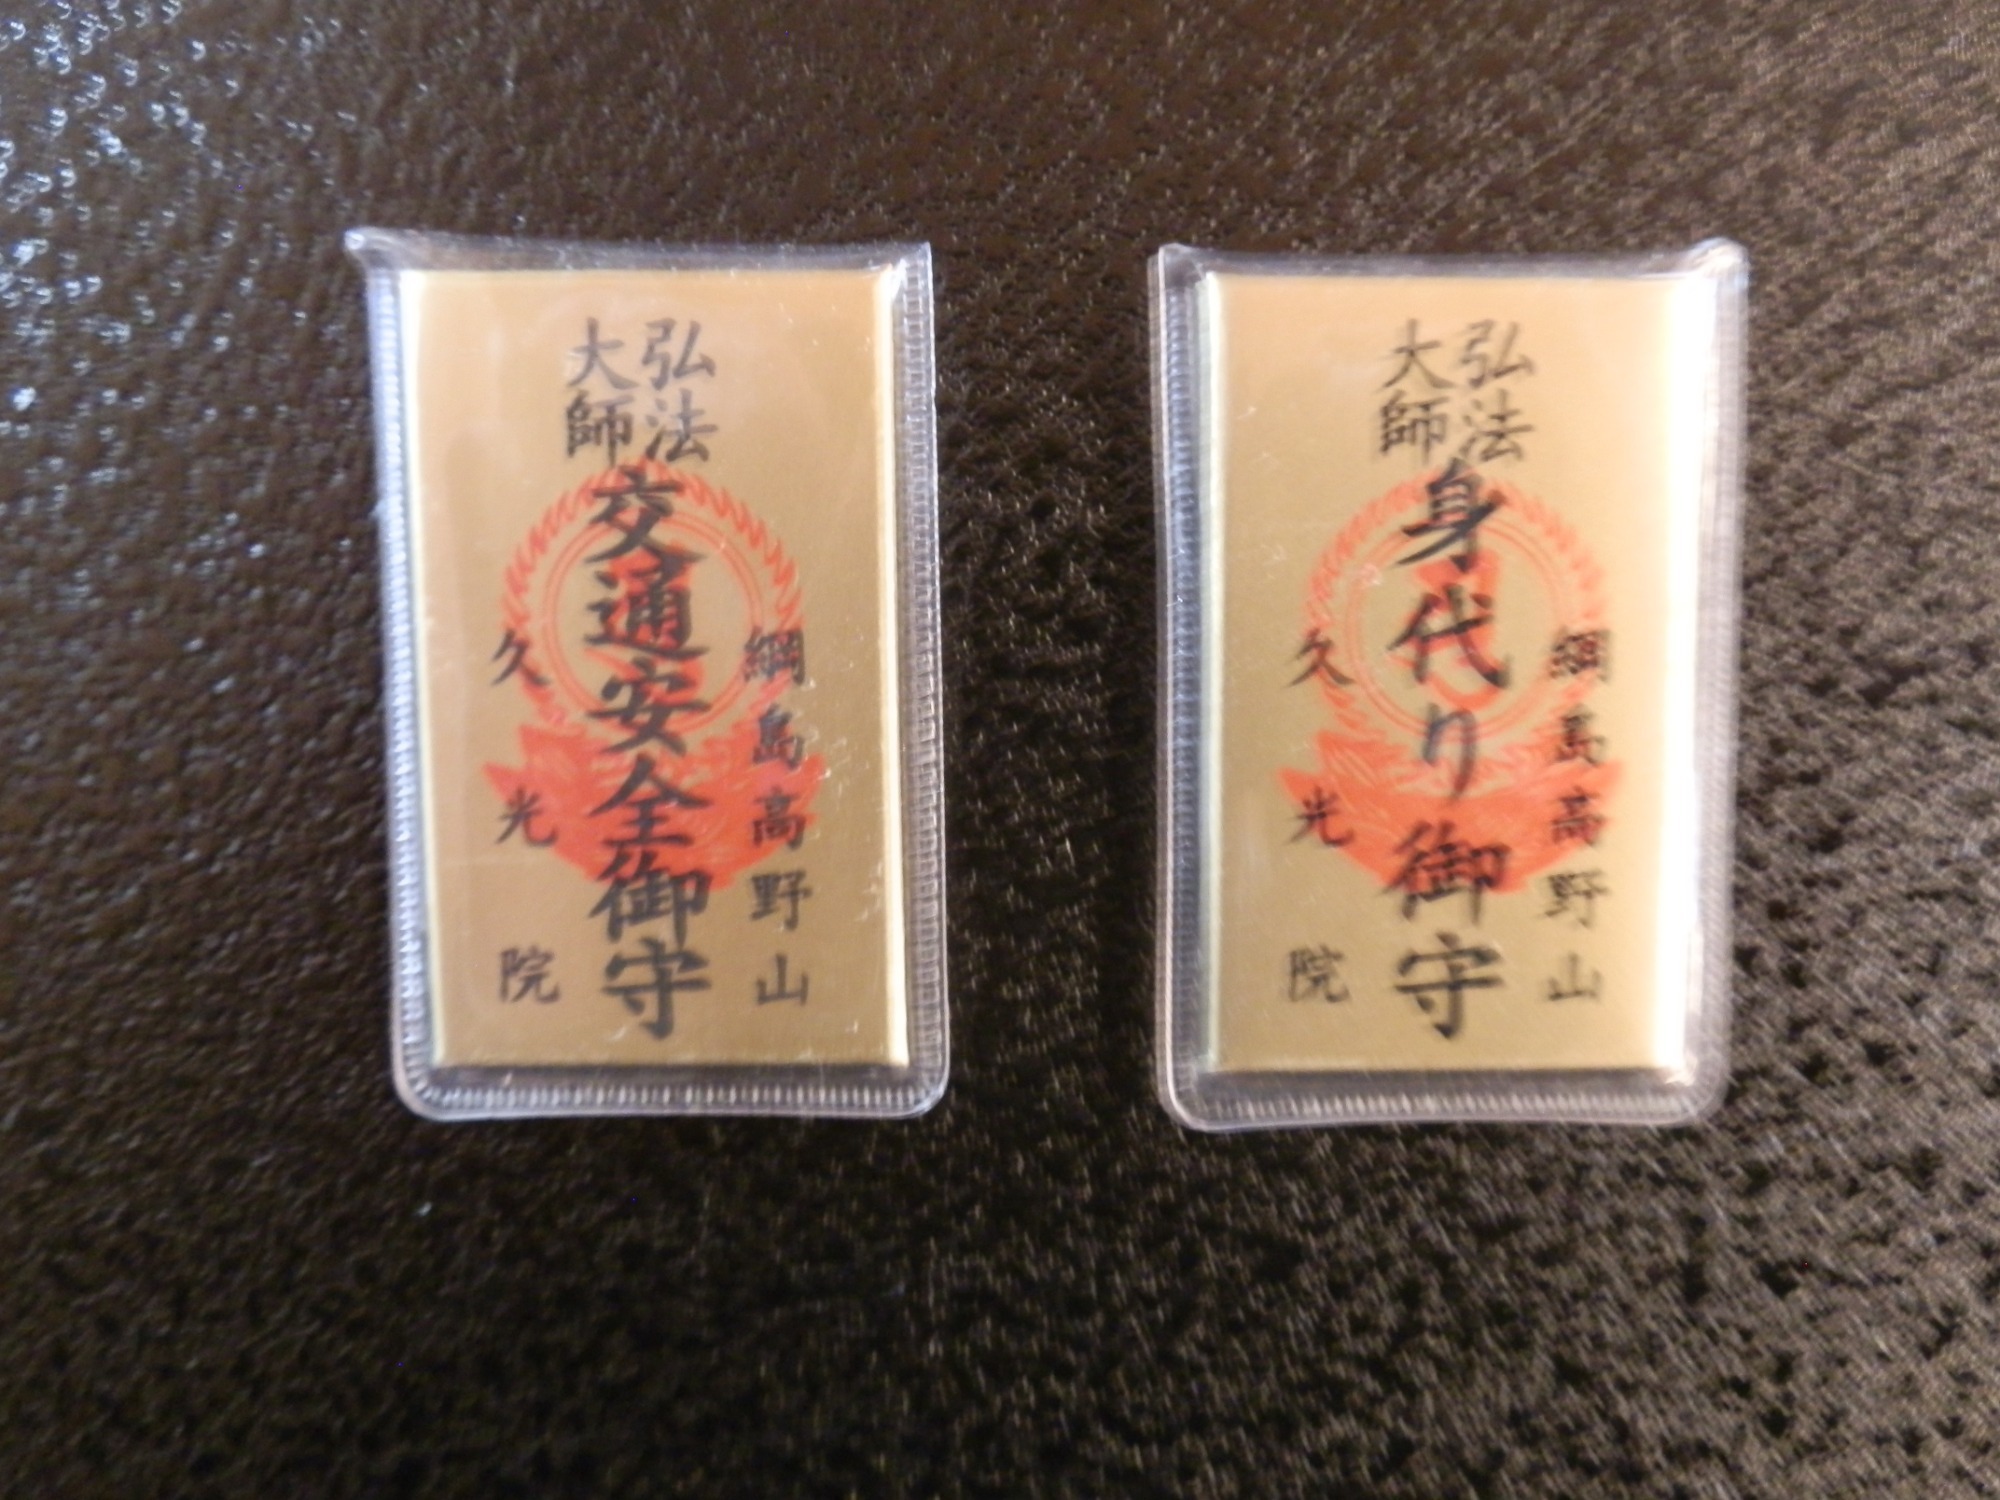 弘法
大師
交通安全御守
綱島高野山
久光院
弘法
大師
身代り御守
綱島高野山
久光院